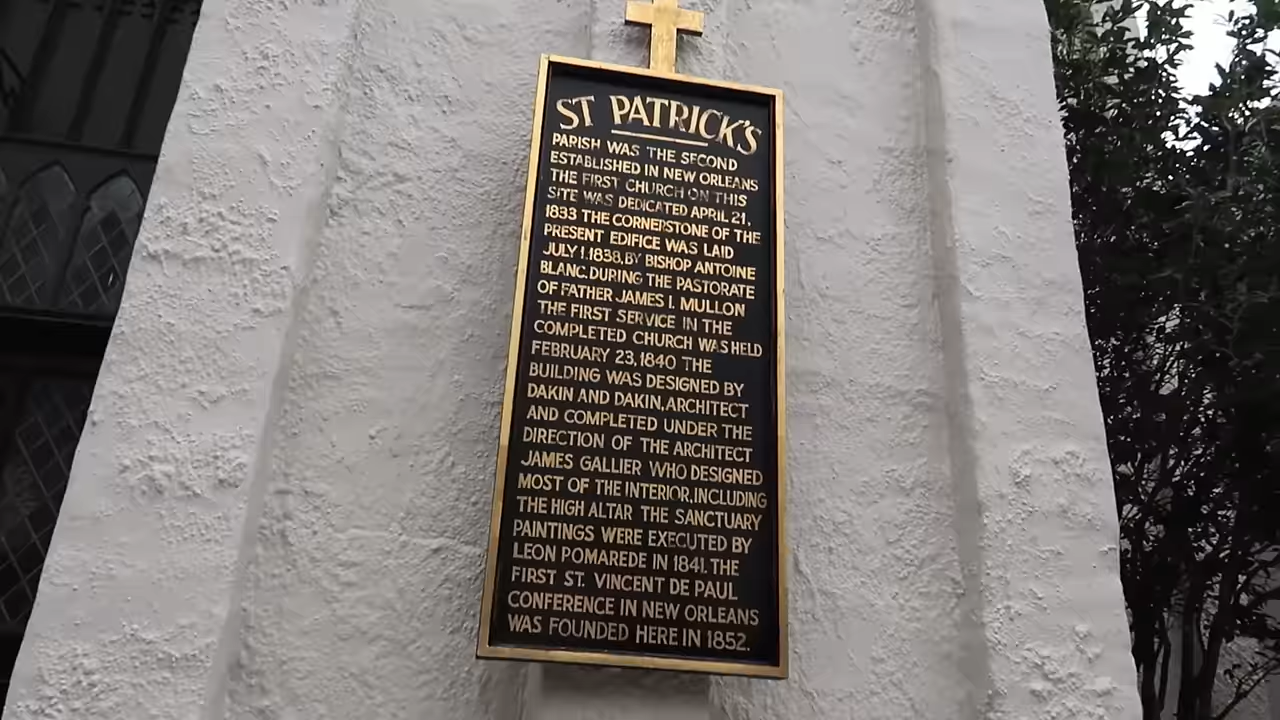 ST PATRICK'S
PARISH WAS THE SECOND
ESTABLISHED IN NEW ORLEANS
THE FIRST CHURCH ON THIS
SITE WAS DEDICATED APRIL 21,
1833 THE CORNERSTONE OF THE
PRESENT EDIFICE WAS LAID
JULY 1.1838,BY BISHOP ANTOINE
BLANC.DURING THE PASTORATE
OF FATHER JAMES I. MULLON
THE FIRST SERVICE IN THE
COMPLETED CHURCH WAS HELD
FEBRUARY 23,1840 THE
BUILDING WAS DESIGNED BY
DAKIN AND DAKIN,ARCHITECT
AND COMPLETED UNDER THE
DIRECTION OF THE ARCHITECT
JAMES GALLIER WHO DESIGNED
MOST OF THE INTERIOR,INCLUDING
THE HIGH ALTAR THE SANCTUARY
PAINTINGS WERE EXECUTED BY
LEON POMAREDE IN 1841.THE
FIRST ST. VINCENT DE PAUL
CONFERENCE IN NEW ORLEANS
WAS FOUNDED HERE IN 1852.